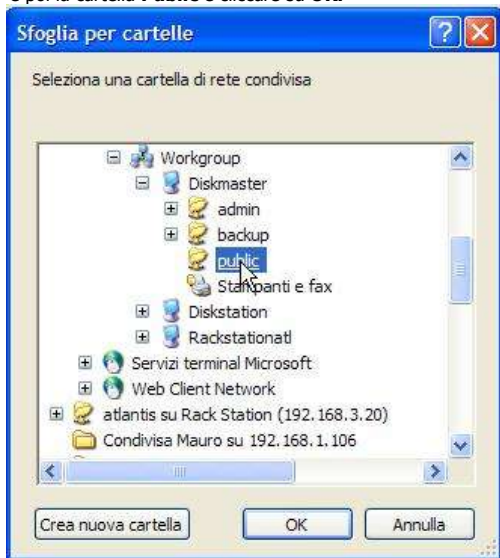 Sfoglia per cartelle
Seleziona una cartella di rete condivisa
Workgroup
Diskmaster
admin
backup
public
Stampanti e fax
Diskstation
Rackstationatl
Servizi terminal Microsoft
Web Client Network
atlantis su Rack Station (192.168.3.20)
Condivisa Mauro su 192.168.1.106
Crea nuova cartella
OK
Annulla